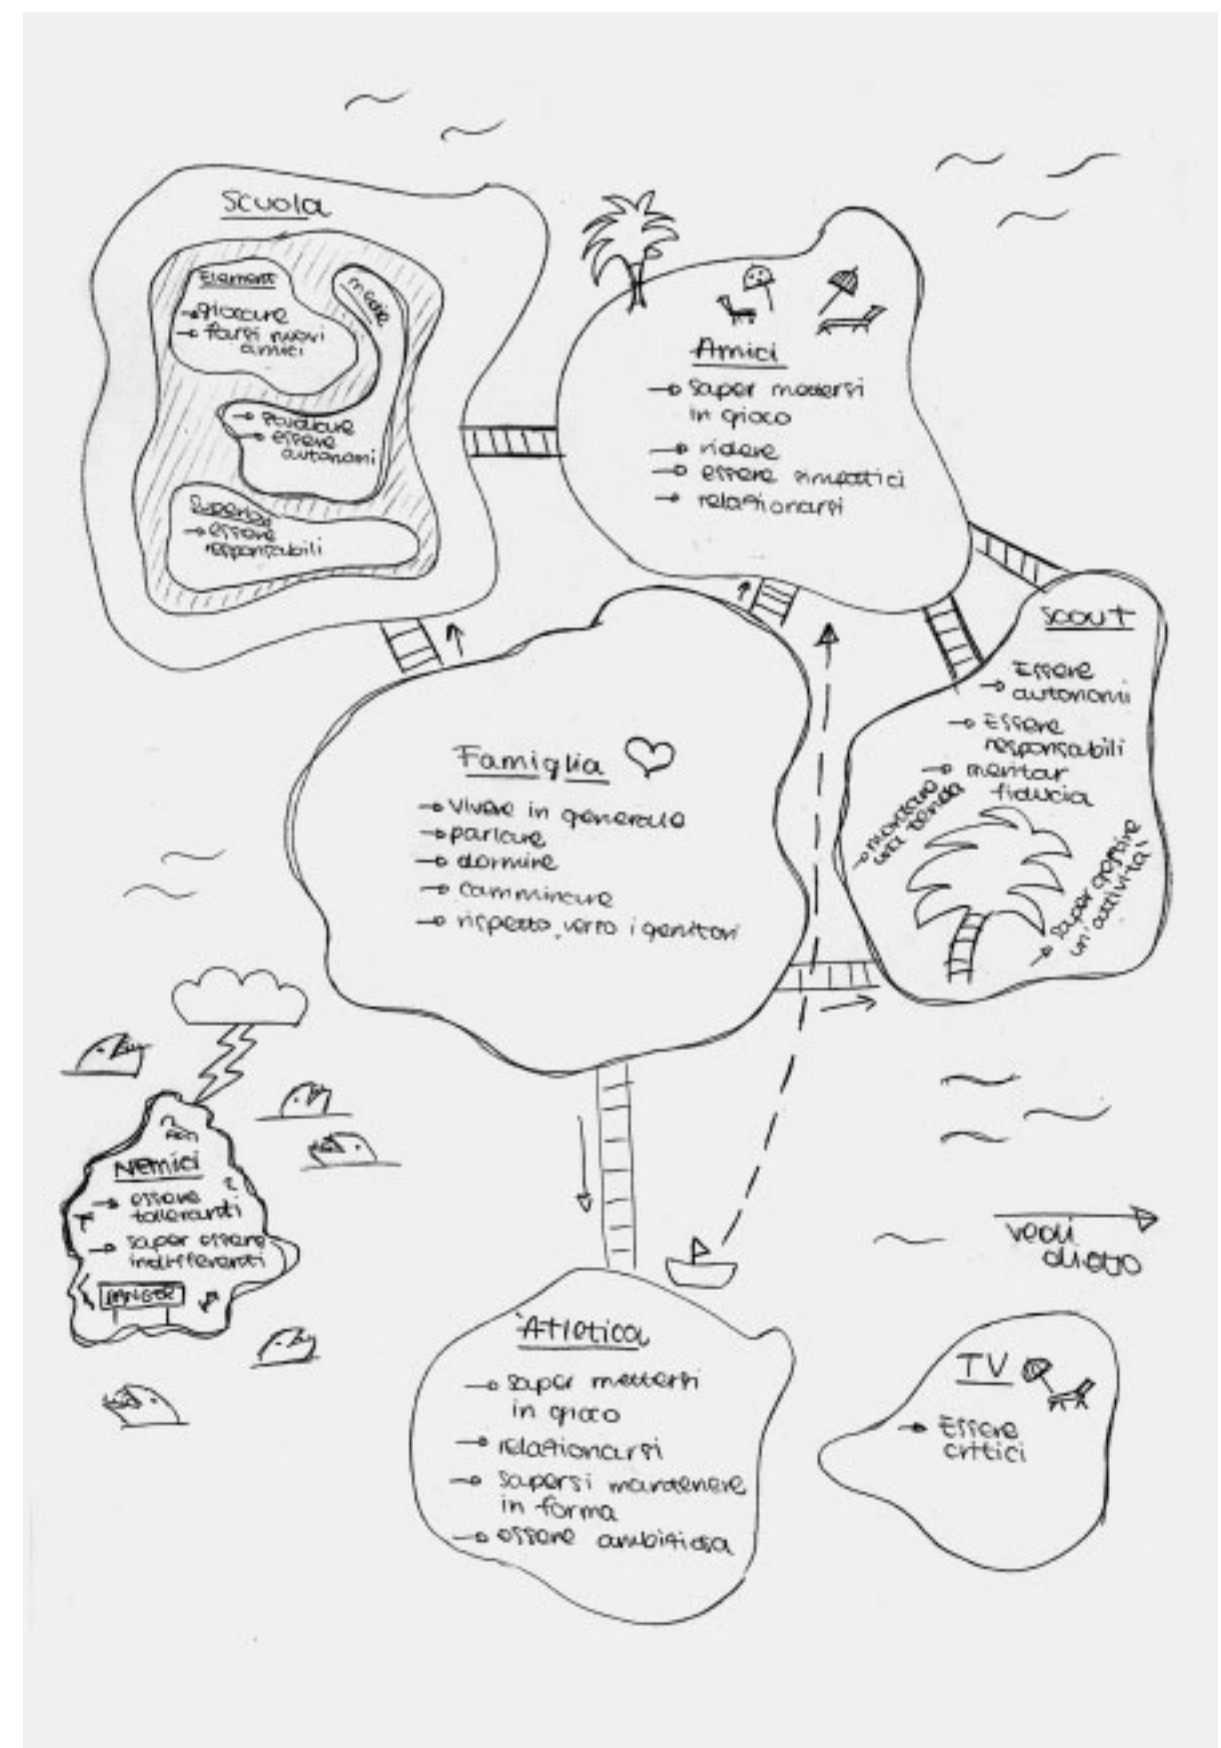 Scuola
Element
→ giocare
→ farsi nuovi
amici
medie
→ studiare
→ essere
autonomi
Superiori
→ essere
responsabili
Amici
→ saper mettersi
in gioco
→ ridere
→ essere simpatici
→ relazionarsi
Scout
→ Essere
autonomi
→ Essere
responsabili
→ meritar
fiducia
→ montare
una tenda
→ saper gestire
un'attività
Famiglia
→ vivere in generale
→ parlare
→ dormire
→ camminare
→ rispetto verso i genitori
Nemici
→ essere
tolleranti
→ saper essere
indifferenti
DANGER
vedi
dietro
Atletica
→ saper mettersi
in gioco
→ relazionarsi
→ sapersi mantenere
in forma
→ essere ambiziosa
TV
→ Essere
critici